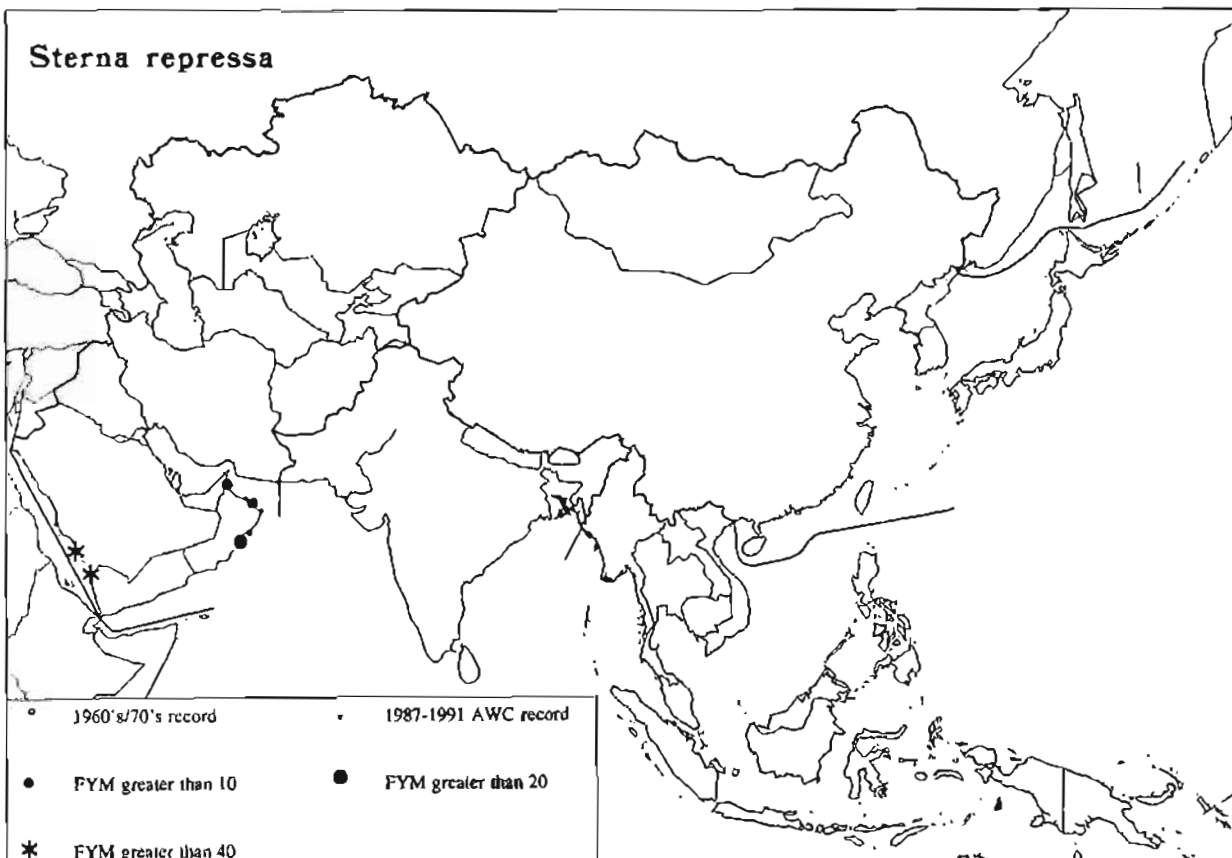 Sterna repressa
1960's/70's record
1987-1991 AWC record
FYM greater than 10
FYM greater than 20
FYM greater than 40